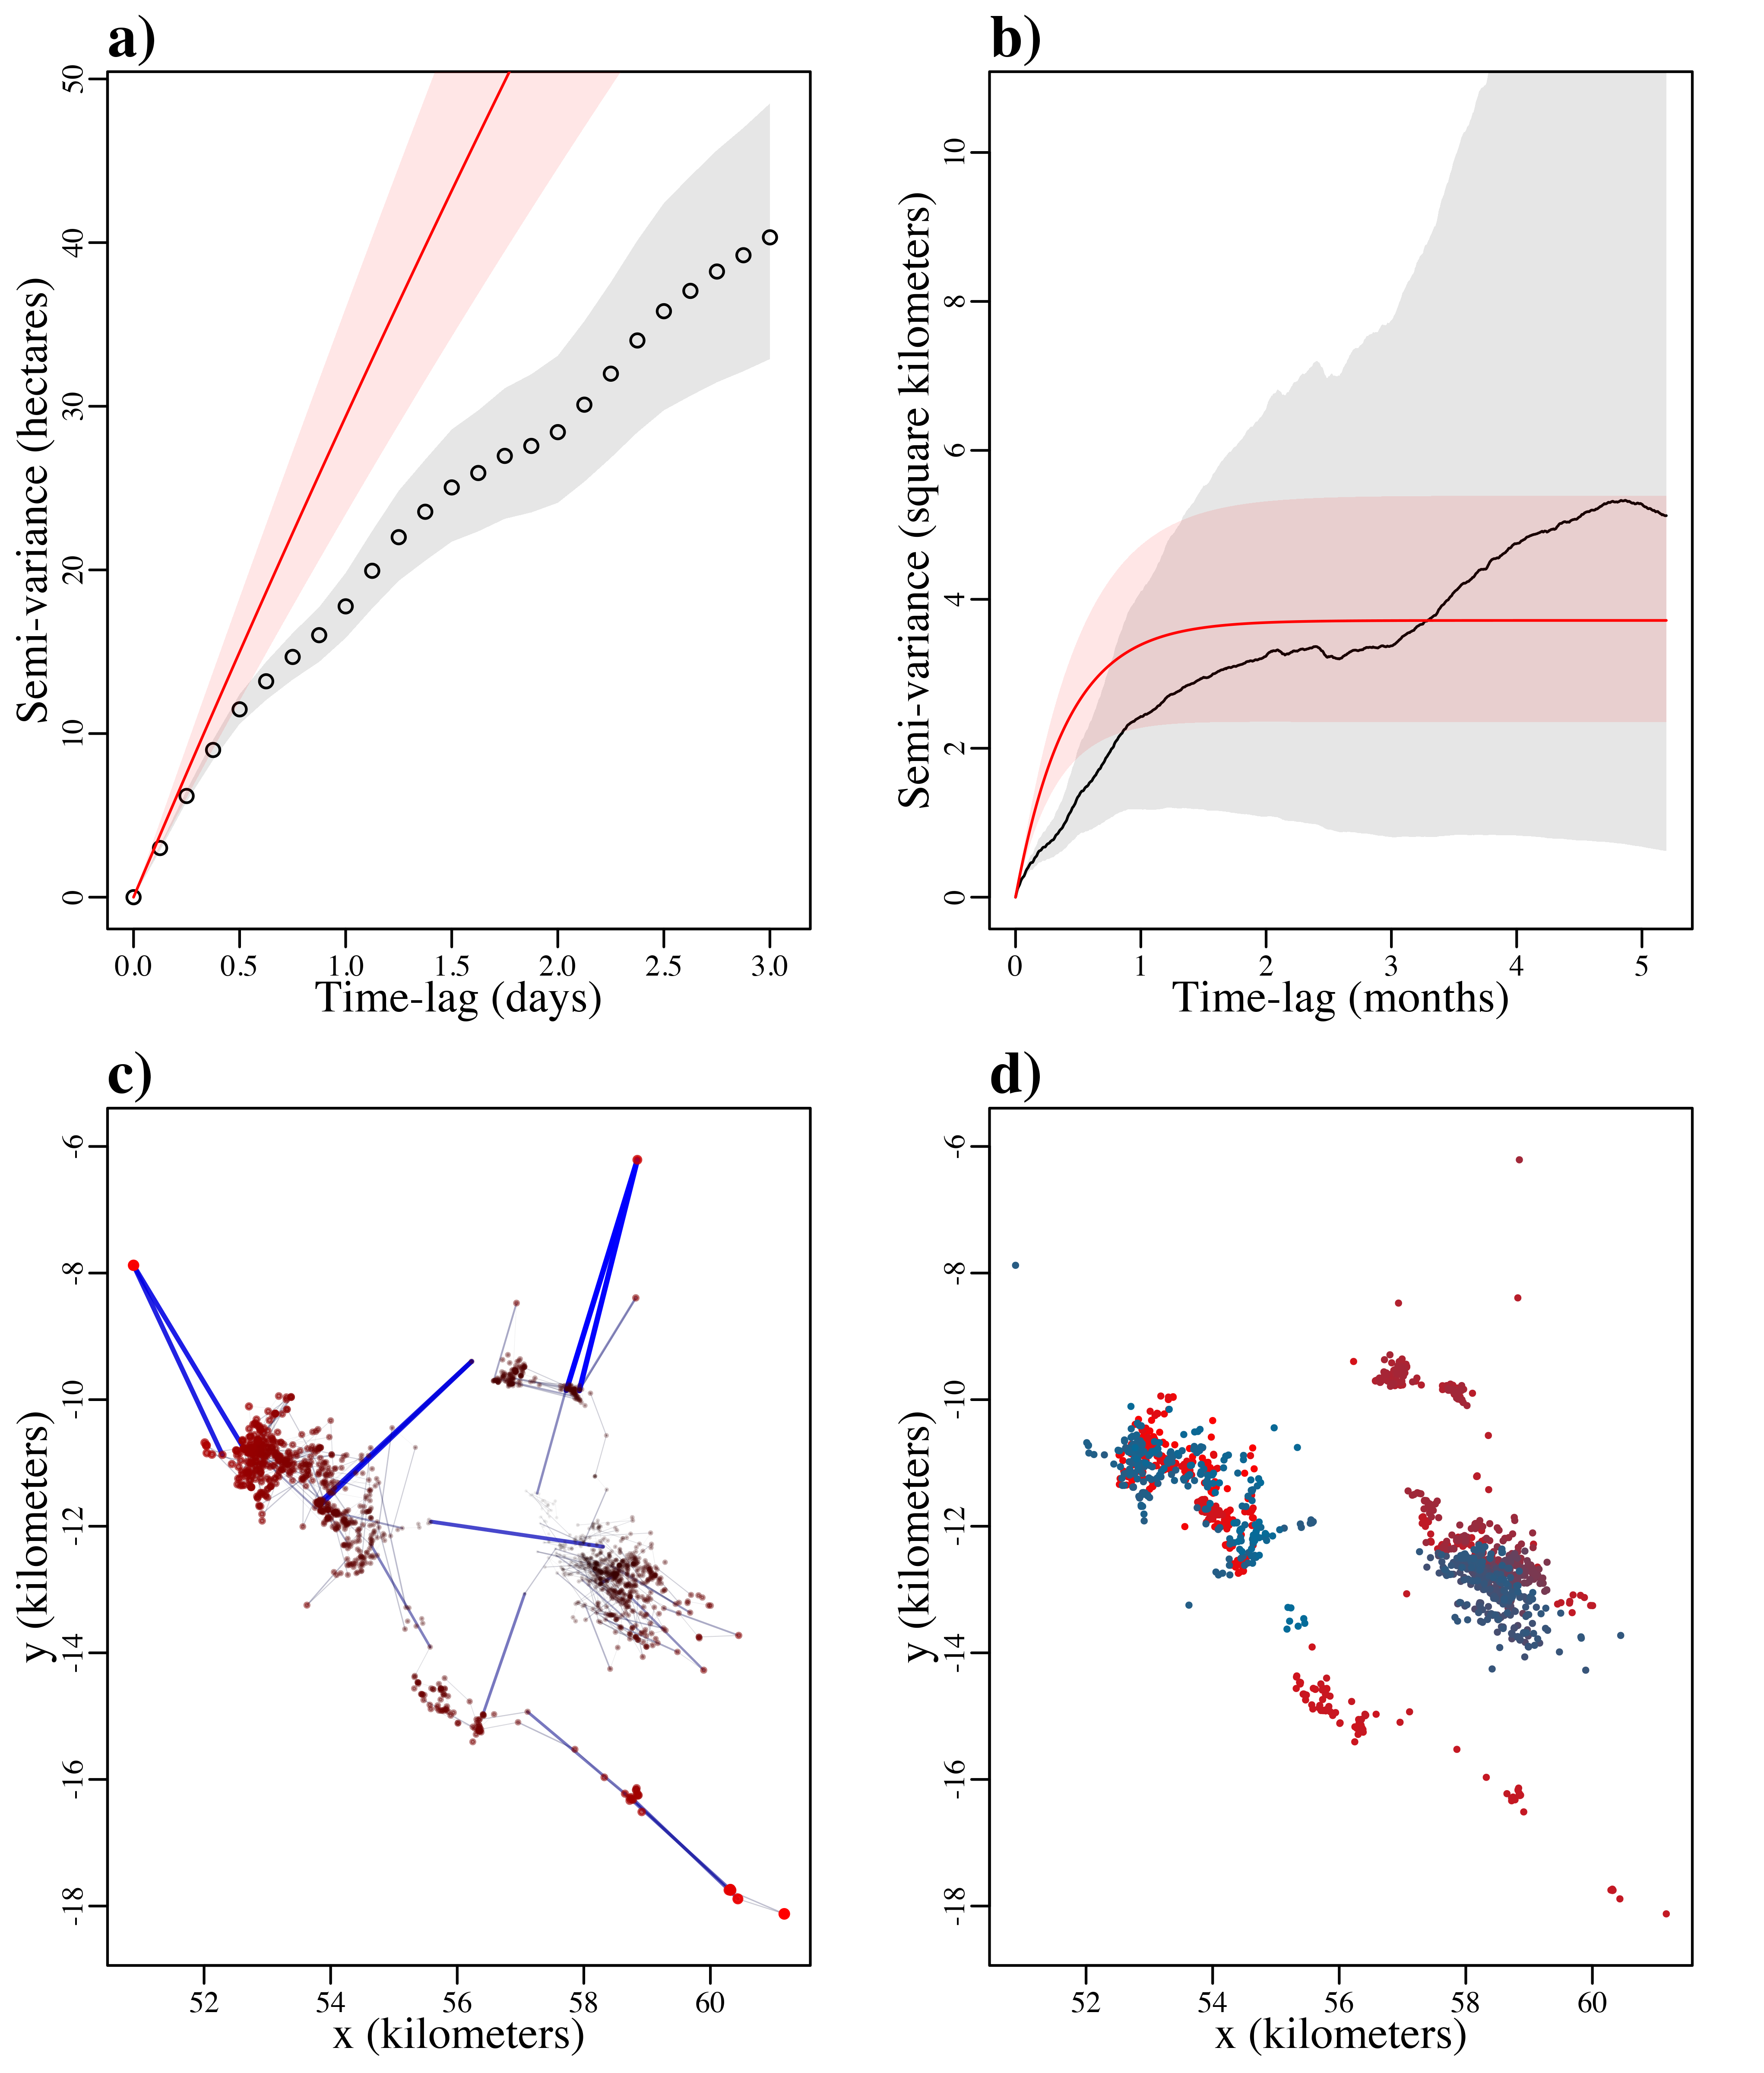 a)
50
40
30
20
10
0
Semi-variance (hectares)
0.0 0.5 1.0 1.5 2.0 2.5 3.0
Time-lag (days)
b)
10
8
6
4
2
0
Semi-variance (square kilometers)
0 1 2 3 4 5
Time-lag (months)
c)
-6
-8
-10
-12
-14
-16
-18
y (kilometers)
52 54 56 58 60
x (kilometers)
d)
-6
-8
-10
-12
-14
-16
-18
y (kilometers)
52 54 56 58 60
x (kilometers)